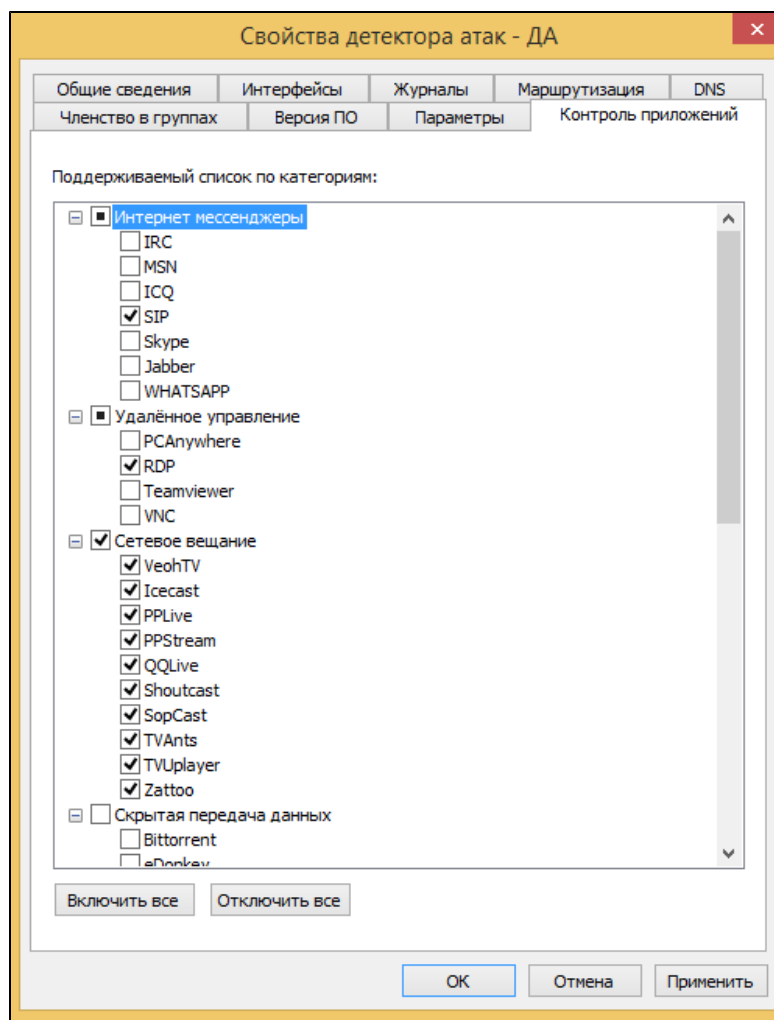 Свойства детектора атак - ДА
Общие сведения
Интерфейсы
Журналы
Маршрутизация
DNS
Членство в группах
Версия ПО
Параметры
Контроль приложений
Поддерживаемый список по категориям:
Интернет мессенджеры
IRC
MSN
ICQ
SIP
Skype
Jabber
WHATSAPP
Удалённое управление
PCAnywhere
RDP
Teamviewer
VNC
Сетевое вещание
VeohTV
Icecast
PPLive
PPStream
QQLive
Shoutcast
SopCast
TVAnts
TVUplayer
Zattoo
Скрытая передача данных
Bittorrent
eDonkey
Включить все
Отключить все
ОК
Отмена
Применить